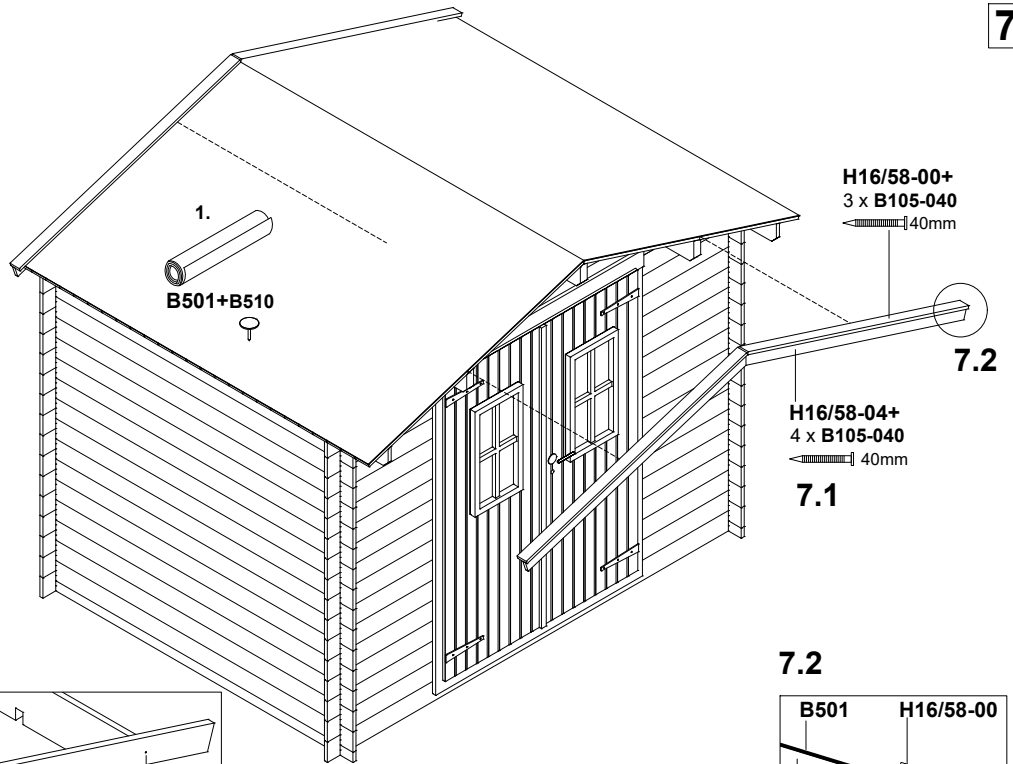 7
H16/58-00+
3 x B105-040
40mm
1.
B501+B510
7.2
H16/58-04+
4 x B105-040
40mm
7.1
7.2
B501 H16/58-00